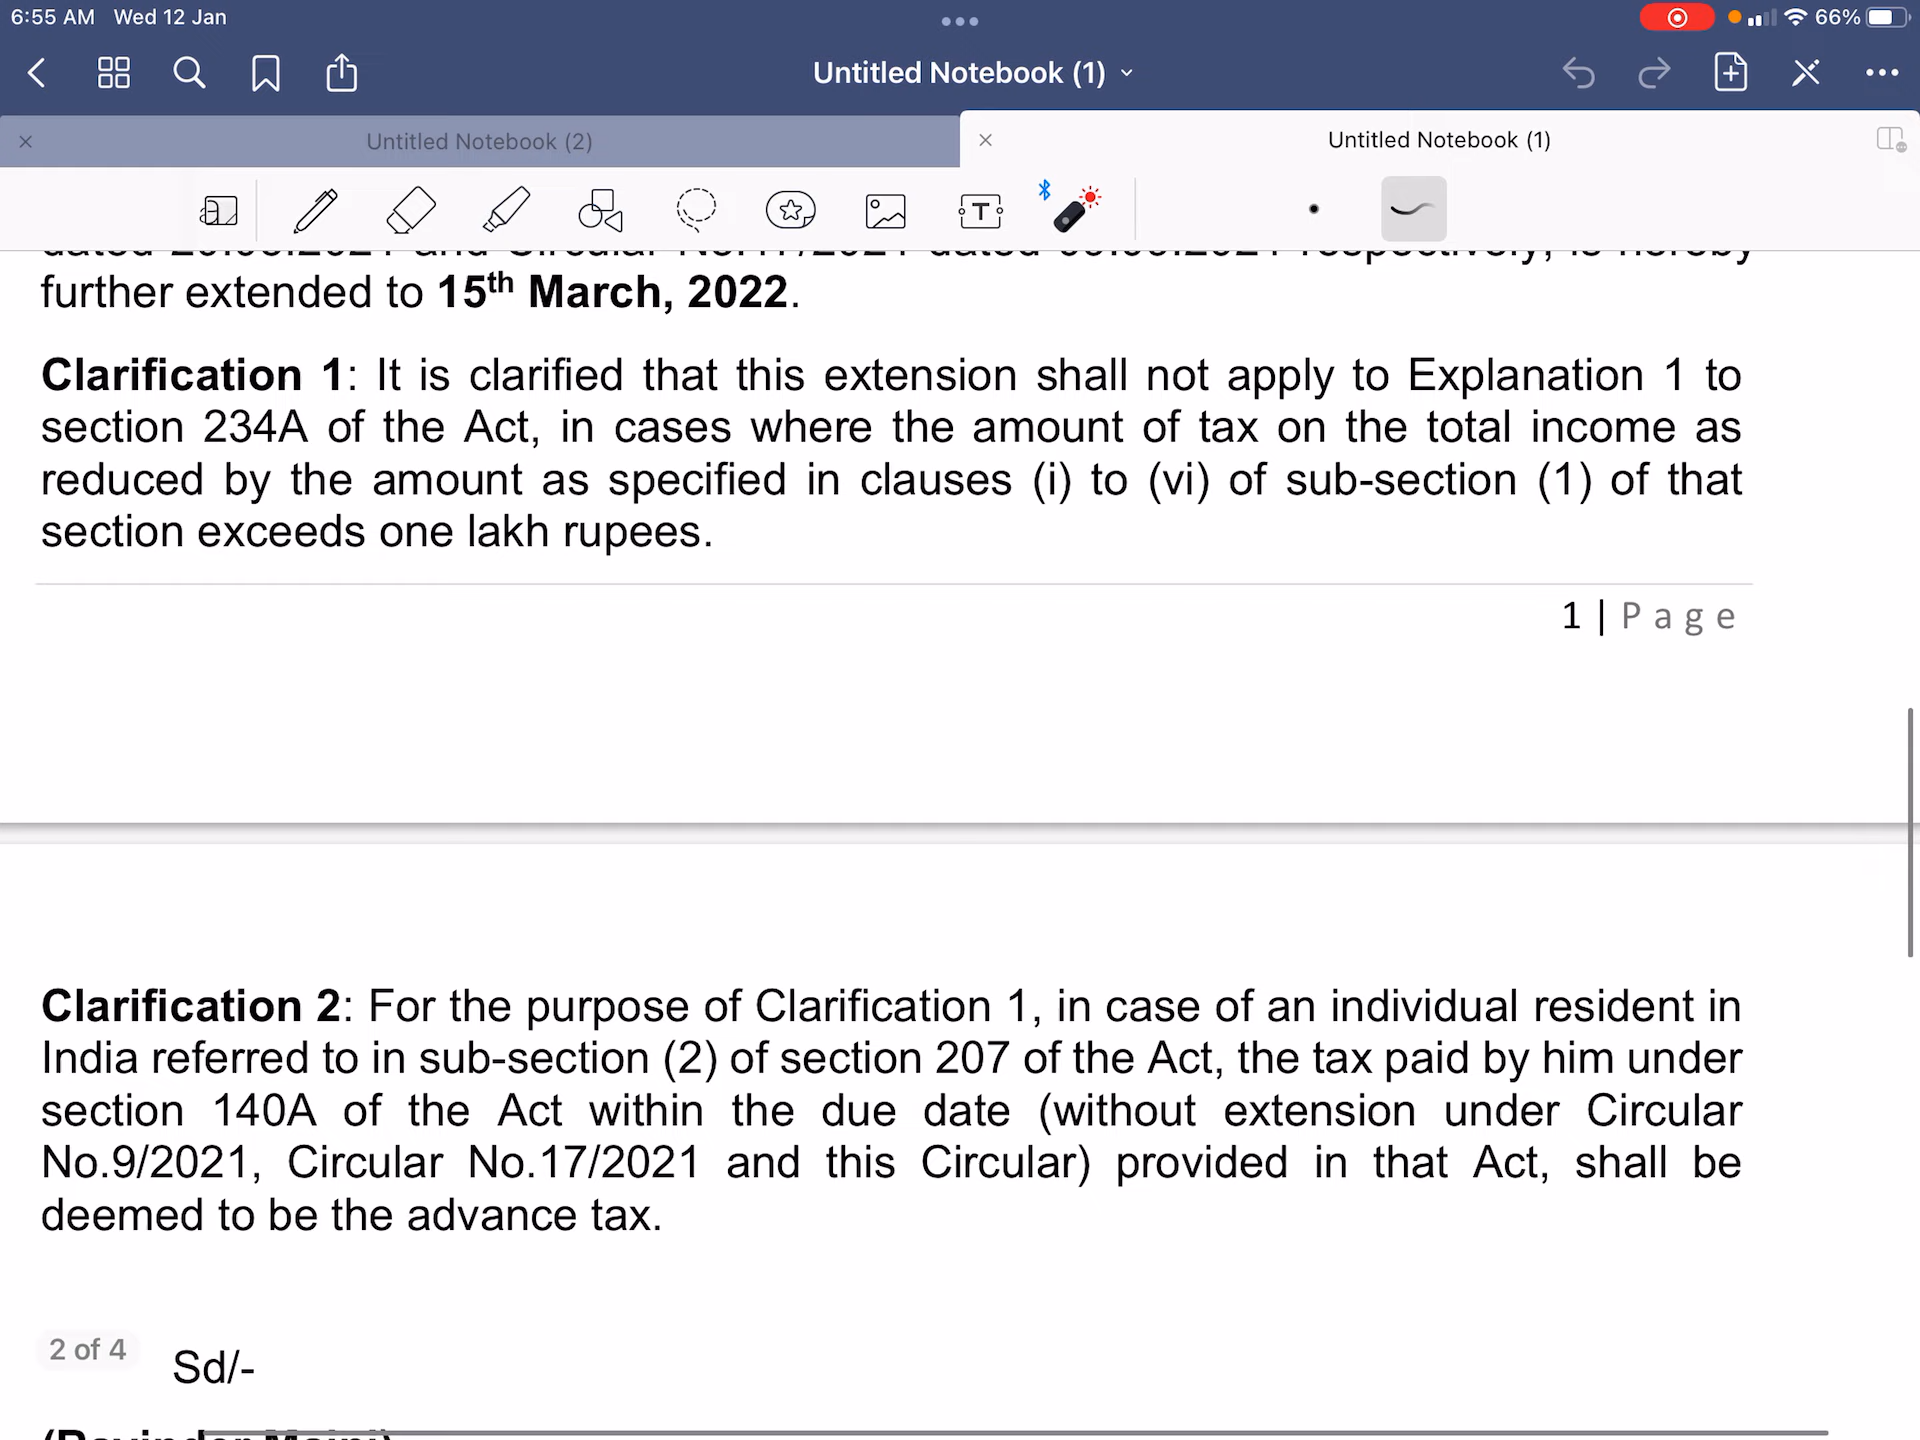 6:55 AM Wed 12 Jan
66%
Untitled Notebook (1)
Untitled Notebook (2)
Untitled Notebook (1)
further extended to 15th March, 2022.
Clarification 1: It is clarified that this extension shall not apply to Explanation 1 to
section 234A of the Act, in cases where the amount of tax on the total income as
reduced by the amount as specified in clauses (i) to (vi) of sub-section (1) of that
section exceeds one lakh rupees.
1 | Page
Clarification 2: For the purpose of Clarification 1, in case of an individual resident in
India referred to in sub-section (2) of section 207 of the Act, the tax paid by him under
section 140A of the Act within the due date (without extension under Circular
No.9/2021, Circular No.17/2021 and this Circular) provided in that Act, shall be
deemed to be the advance tax.
2 of 4
Sd/-